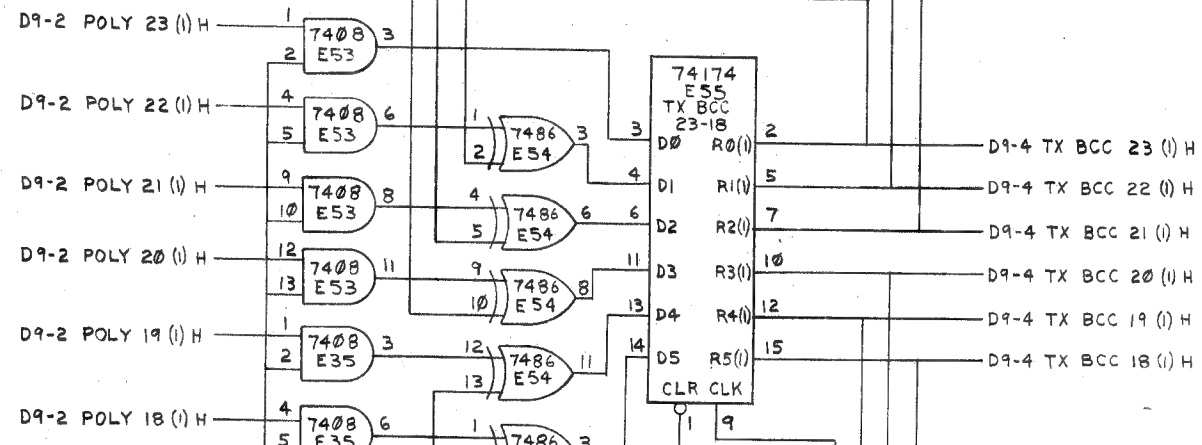 D9-2 POLY 23 (1) H
1
2
7408
E53
3
D9-2 POLY 22 (1) H
4
5
7408
E53
6
D9-2 POLY 21 (1) H
9
10
7408
E53
8
D9-2 POLY 20 (1) H
12
13
7408
E53
11
D9-2 POLY 19 (1) H
1
2
7408
E35
3
D9-2 POLY 18 (1) H
4
5
7408
E35
6
1
2
7486
E54
3
4
5
7486
E54
6
9
10
7486
E54
8
12
13
7486
E54
11
1
7486
3
74174
E55
TX BCC
23-18
3 DØ RØ(1) 2
4 D1 R1(1) 5
6 D2 R2(1) 7
11 D3 R3(1) 10
13 D4 R4(1) 12
14 D5 R5(1) 15
CLR CLK
1 9
D9-4 TX BCC 23 (1) H
D9-4 TX BCC 22 (1) H
D9-4 TX BCC 21 (1) H
D9-4 TX BCC 20 (1) H
D9-4 TX BCC 19 (1) H
D9-4 TX BCC 18 (1) H